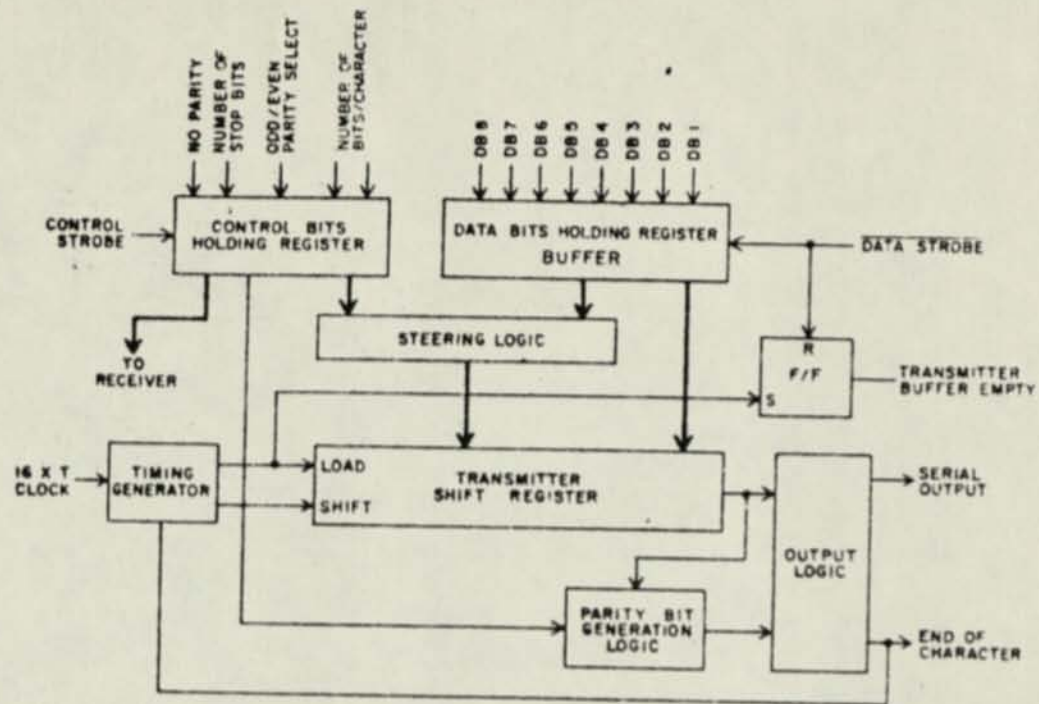 NO PARITY
NUMBER OF
STOP BITS
ODD/EVEN
PARITY SELECT
NUMBER OF
BITS/CHARACTER
DB8
DB7
DB6
DB5
DB4
DB3
DB2
DB1
CONTROL
STROBE
CONTROL BITS
HOLDING REGISTER
DATA BITS HOLDING REGISTER
BUFFER
DATA STROBE
STEERING LOGIC
TO
RECEIVER
R
F/F
S
TRANSMITTER
BUFFER EMPTY
16 X T
CLOCK
TIMING
GENERATOR
LOAD
SHIFT
TRANSMITTER
SHIFT REGISTER
SERIAL
OUTPUT
OUTPUT
LOGIC
PARITY BIT
GENERATION
LOGIC
END OF
CHARACTER